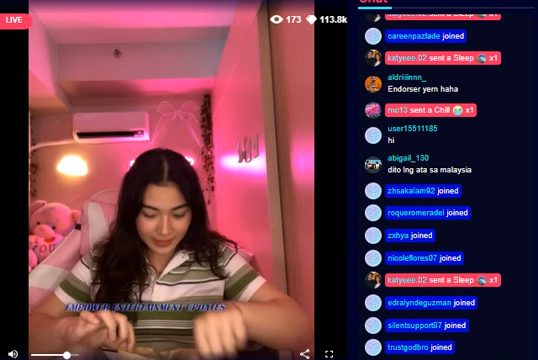 LIVE
173 113.8k
Chat
katyeee.02 sent a Sleep x1
careenpazlade joined
katyeee.02 sent a Sleep x1
aldriiinnn_
Endorser yern haha
mc13 sent a Chill x1
user15511185
hi
abigail_130
dito lng ata sa malaysia
zhsakalam92 joined
roqueromeradel joined
zxhya joined
nicoleflores07 joined
katyeee.02 sent a Sleep x1
edralyndeguzman joined
silentsupport97 joined
trustgodbro joined
EMPOWER ENTERTAINMENT UPDATES
YOU